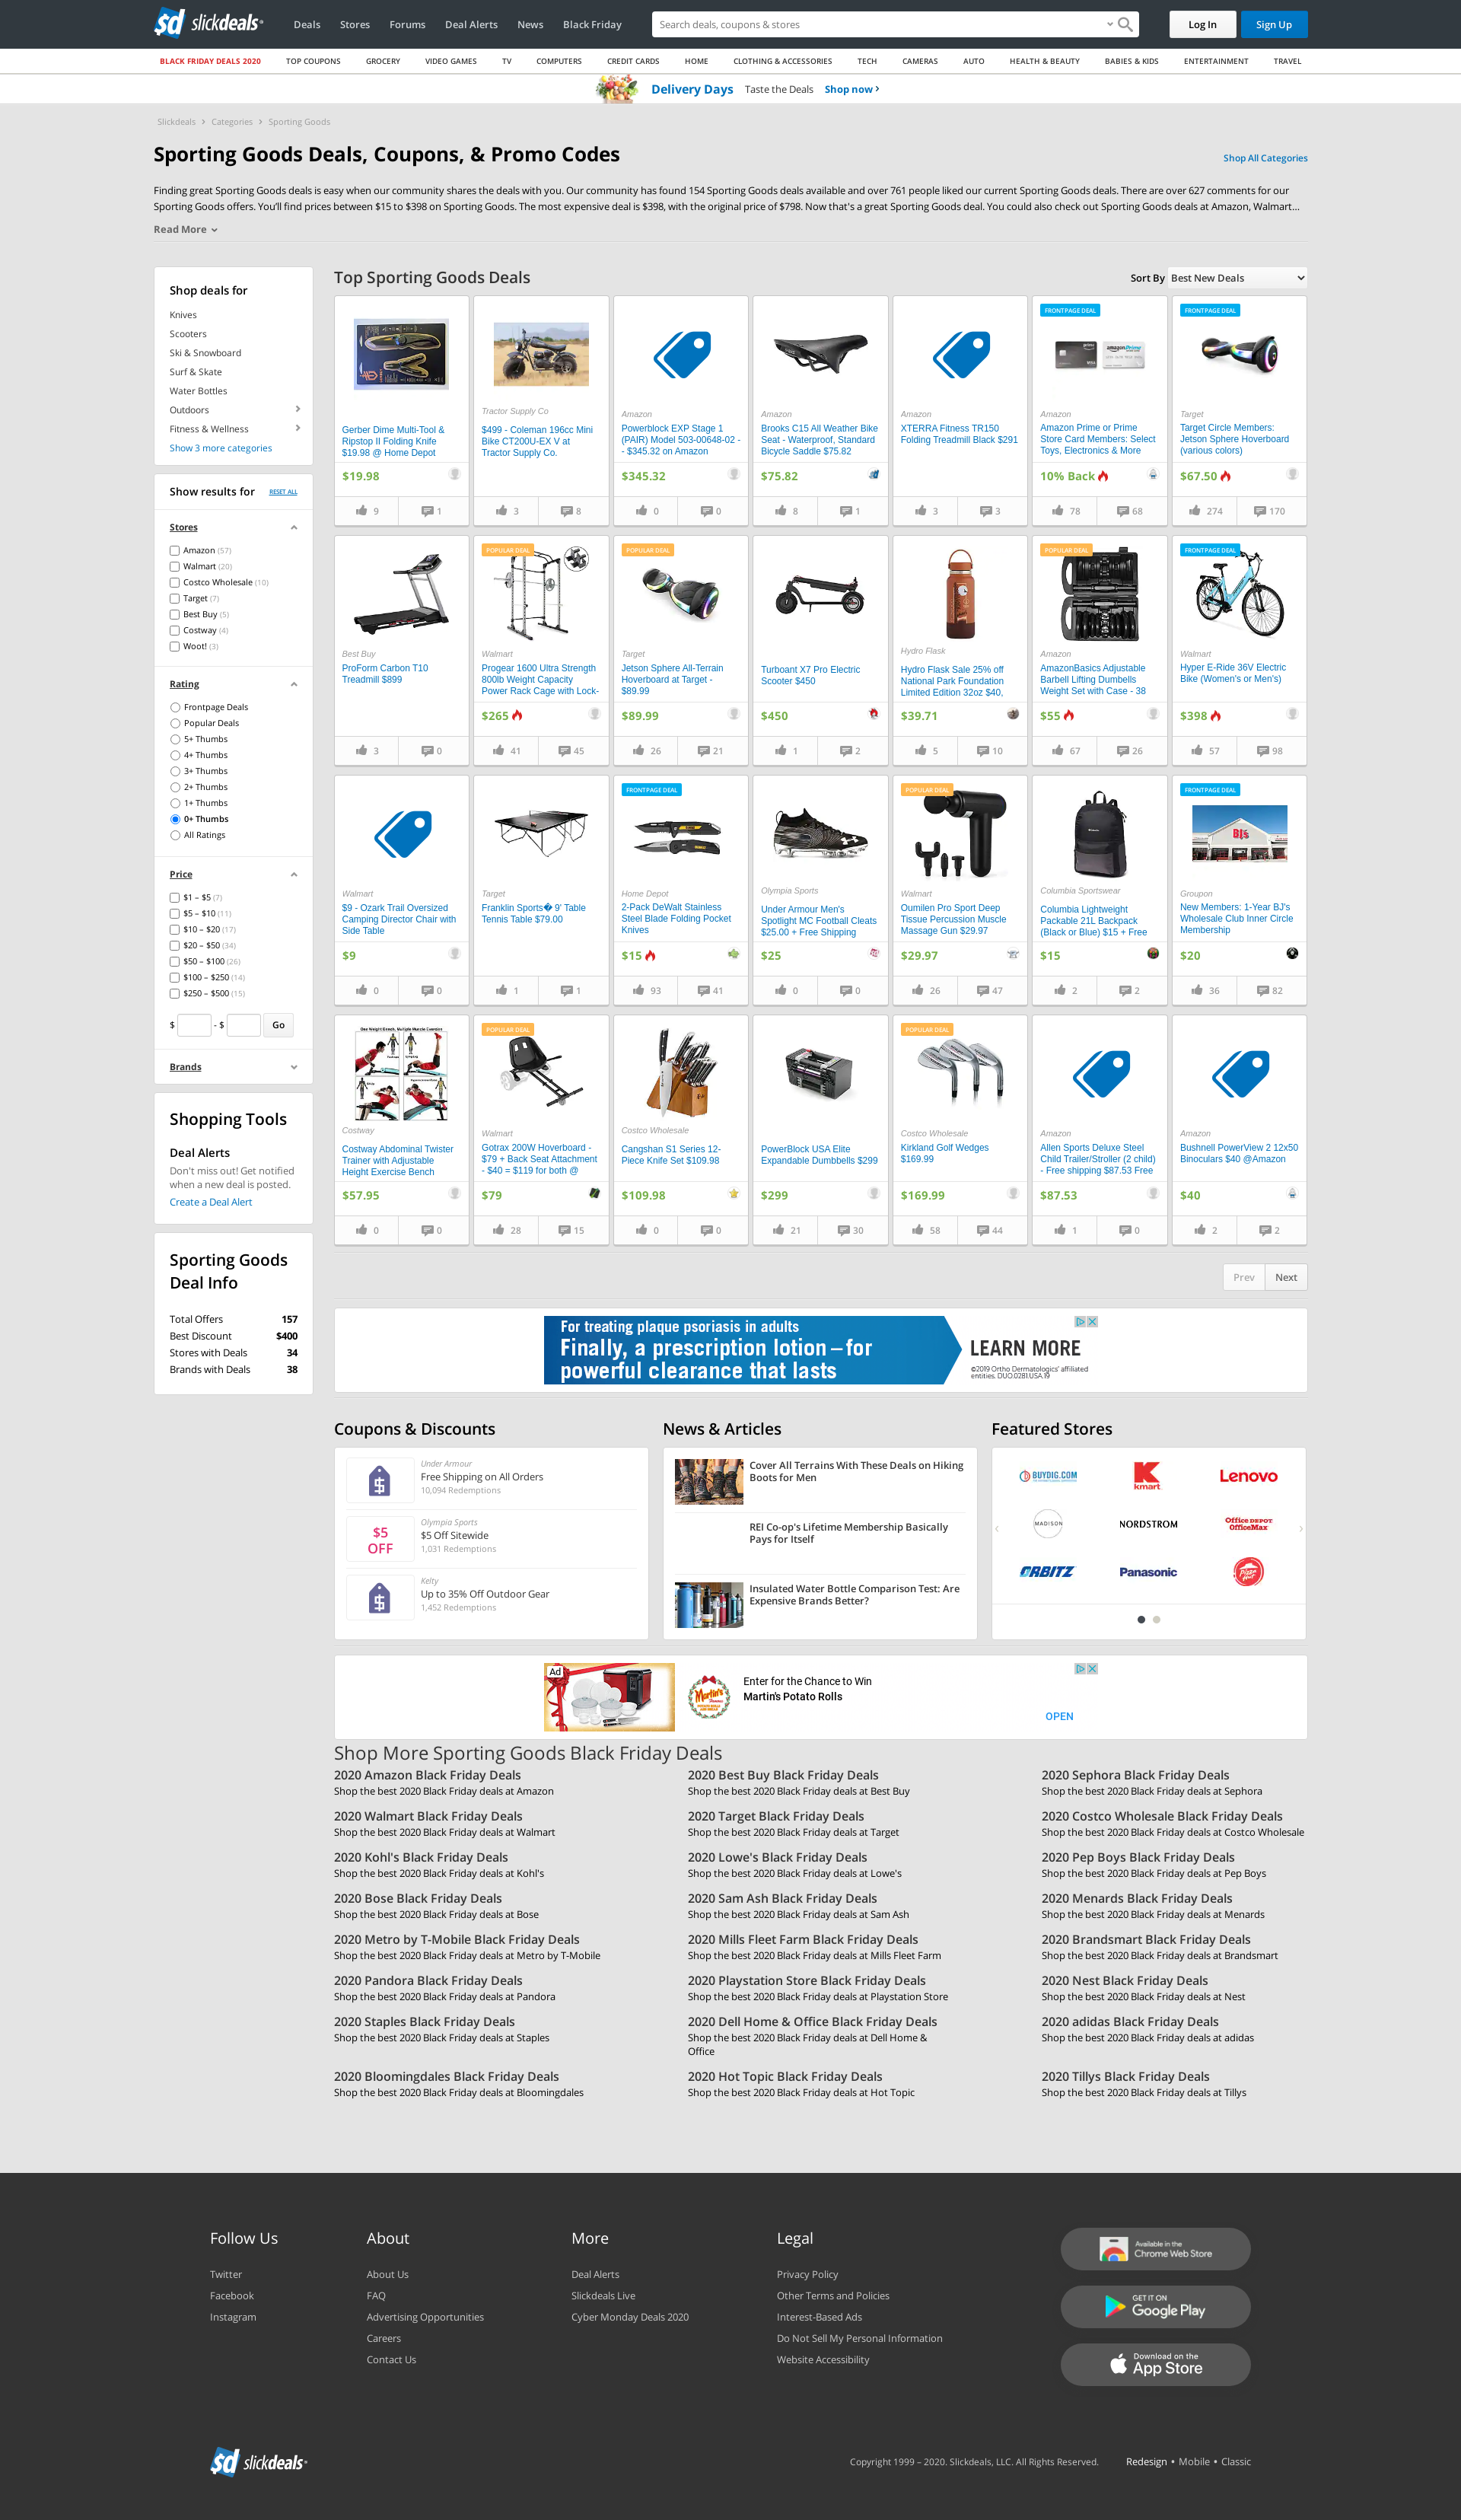 sd slickdeals
Deals
Stores
Forums
Deal Alerts
News
Black Friday
Search deals, coupons & stores
Log In
Sign Up
BLACK FRIDAY DEALS 2020
TOP COUPONS
GROCERY
VIDEO GAMES
TV
COMPUTERS
CREDIT CARDS
HOME
CLOTHING & ACCESSORIES
TECH
CAMERAS
AUTO
HEALTH & BEAUTY
BABIES & KIDS
ENTERTAINMENT
TRAVEL
Delivery Days Taste the Deals Shop now
Slickdeals > Categories > Sporting Goods
Sporting Goods Deals, Coupons, & Promo Codes
Shop All Categories
Finding great Sporting Goods deals is easy when our community shares the deals with you. Our community has found 154 Sporting Goods deals available and over 761 people liked our current Sporting Goods deals. There are over 627 comments for our
Sporting Goods offers. You'll find prices between $15 to $398 on Sporting Goods. The most expensive deal is $398, with the original price of $798. Now that's a great Sporting Goods deal. You could also check out Sporting Goods deals at Amazon, Walmart...
Read More
Shop deals for
Knives
Scooters
Ski & Snowboard
Surf & Skate
Water Bottles
Outdoors
Fitness & Wellness
Show 3 more categories
Show results for
RESET ALL
Stores
Amazon (57)
Walmart (20)
Costco Wholesale (10)
Target (7)
Best Buy (5)
Costway (4)
Woot! (3)
Rating
Frontpage Deals
Popular Deals
5+ Thumbs
4+ Thumbs
3+ Thumbs
2+ Thumbs
1+ Thumbs
0+ Thumbs
All Ratings
Price
$1 – $5 (7)
$5 – $10 (11)
$10 – $20 (17)
$20 – $50 (34)
$50 – $100 (26)
$100 – $250 (14)
$250 – $500 (15)
$ - $ Go
Brands
Shopping Tools
Deal Alerts
Don't miss out! Get notified
when a new deal is posted.
Create a Deal Alert
Sporting Goods
Deal Info
Total Offers 157
Best Discount $400
Stores with Deals 34
Brands with Deals 38
Top Sporting Goods Deals
Sort By Best New Deals
Gerber Dime Multi-Tool &
Ripstop II Folding Knife
$19.98 @ Home Depot
$19.98
9 1
Tractor Supply Co
$499 - Coleman 196cc Mini
Bike CT200U-EX V at
Tractor Supply Co.
3 8
Amazon
Powerblock EXP Stage 1
(PAIR) Model 503-00648-02 -
- $345.32 on Amazon
$345.32
0 0
Amazon
Brooks C15 All Weather Bike
Seat - Waterproof, Standard
Bicycle Saddle $75.82
$75.82
8 1
Amazon
XTERRA Fitness TR150
Folding Treadmill Black $291
3 3
FRONTPAGE DEAL
Amazon
Amazon Prime or Prime
Store Card Members: Select
Toys, Electronics & More
10% Back
78 68
FRONTPAGE DEAL
Target
Target Circle Members:
Jetson Sphere Hoverboard
(various colors)
$67.50
274 170
Best Buy
ProForm Carbon T10
Treadmill $899
3 0
POPULAR DEAL
Walmart
Progear 1600 Ultra Strength
800lb Weight Capacity
Power Rack Cage with Lock-
$265
41 45
POPULAR DEAL
Target
Jetson Sphere All-Terrain
Hoverboard at Target -
$89.99
$89.99
26 21
Turboant X7 Pro Electric
Scooter $450
$450
1 2
Hydro Flask
Hydro Flask Sale 25% off
National Park Foundation
Limited Edition 32oz $40,
$39.71
5 10
POPULAR DEAL
Amazon
AmazonBasics Adjustable
Barbell Lifting Dumbells
Weight Set with Case - 38
$55
67 26
FRONTPAGE DEAL
Walmart
Hyper E-Ride 36V Electric
Bike (Women's or Men's)
$398
57 98
Walmart
$9 - Ozark Trail Oversized
Camping Director Chair with
Side Table
$9
0 0
Target
Franklin Sports� 9' Table
Tennis Table $79.00
1 1
FRONTPAGE DEAL
Home Depot
2-Pack DeWalt Stainless
Steel Blade Folding Pocket
Knives
$15
93 41
Olympia Sports
Under Armour Men's
Spotlight MC Football Cleats
$25.00 + Free Shipping
$25
0 0
POPULAR DEAL
Walmart
Oumilen Pro Sport Deep
Tissue Percussion Muscle
Massage Gun $29.97
$29.97
26 47
Columbia Sportswear
Columbia Lightweight
Packable 21L Backpack
(Black or Blue) $15 + Free
$15
2 2
FRONTPAGE DEAL
BJ's
Groupon
New Members: 1-Year BJ's
Wholesale Club Inner Circle
Membership
$20
36 82
One Weight Bench, Multiple Muscle Exercise
Costway
Costway Abdominal Twister
Trainer with Adjustable
Height Exercise Bench
$57.95
0 0
POPULAR DEAL
Walmart
Gotrax 200W Hoverboard -
$79 + Back Seat Attachment
- $40 = $119 for both @
$79
28 15
Costco Wholesale
Cangshan S1 Series 12-
Piece Knife Set $109.98
$109.98
0 0
PowerBlock USA Elite
Expandable Dumbbells $299
$299
21 30
POPULAR DEAL
Costco Wholesale
Kirkland Golf Wedges
$169.99
$169.99
58 44
Amazon
Allen Sports Deluxe Steel
Child Trailer/Stroller (2 child)
- Free shipping $87.53 Free
$87.53
1 0
Amazon
Bushnell PowerView 2 12x50
Binoculars $40 @Amazon
$40
2 2
Prev Next
For treating plaque psoriasis in adults
Finally, a prescription lotion – for
powerful clearance that lasts
LEARN MORE
©2019 Ortho Dermatologics' affiliated
entities. DUO.0281.USA.19
Coupons & Discounts
Under Armour
Free Shipping on All Orders
10,094 Redemptions
$5
OFF
Olympia Sports
$5 Off Sitewide
1,031 Redemptions
Kelty
Up to 35% Off Outdoor Gear
1,452 Redemptions
News & Articles
Cover All Terrains With These Deals on Hiking
Boots for Men
REI Co-op's Lifetime Membership Basically
Pays for Itself
Insulated Water Bottle Comparison Test: Are
Expensive Brands Better?
Featured Stores
BUYDIG.COM
kmart
Lenovo
MADISON
NORDSTROM
Office DEPOT
OfficeMax
ORBITZ
Panasonic
Pizza Hut
Ad
Martin's
Enter for the Chance to Win
Martin's Potato Rolls
OPEN
Shop More Sporting Goods Black Friday Deals
2020 Amazon Black Friday Deals
Shop the best 2020 Black Friday deals at Amazon
2020 Best Buy Black Friday Deals
Shop the best 2020 Black Friday deals at Best Buy
2020 Sephora Black Friday Deals
Shop the best 2020 Black Friday deals at Sephora
2020 Walmart Black Friday Deals
Shop the best 2020 Black Friday deals at Walmart
2020 Target Black Friday Deals
Shop the best 2020 Black Friday deals at Target
2020 Costco Wholesale Black Friday Deals
Shop the best 2020 Black Friday deals at Costco Wholesale
2020 Kohl's Black Friday Deals
Shop the best 2020 Black Friday deals at Kohl's
2020 Lowe's Black Friday Deals
Shop the best 2020 Black Friday deals at Lowe's
2020 Pep Boys Black Friday Deals
Shop the best 2020 Black Friday deals at Pep Boys
2020 Bose Black Friday Deals
Shop the best 2020 Black Friday deals at Bose
2020 Sam Ash Black Friday Deals
Shop the best 2020 Black Friday deals at Sam Ash
2020 Menards Black Friday Deals
Shop the best 2020 Black Friday deals at Menards
2020 Metro by T-Mobile Black Friday Deals
Shop the best 2020 Black Friday deals at Metro by T-Mobile
2020 Mills Fleet Farm Black Friday Deals
Shop the best 2020 Black Friday deals at Mills Fleet Farm
2020 Brandsmart Black Friday Deals
Shop the best 2020 Black Friday deals at Brandsmart
2020 Pandora Black Friday Deals
Shop the best 2020 Black Friday deals at Pandora
2020 Playstation Store Black Friday Deals
Shop the best 2020 Black Friday deals at Playstation Store
2020 Nest Black Friday Deals
Shop the best 2020 Black Friday deals at Nest
2020 Staples Black Friday Deals
Shop the best 2020 Black Friday deals at Staples
2020 Dell Home & Office Black Friday Deals
Shop the best 2020 Black Friday deals at Dell Home &
Office
2020 adidas Black Friday Deals
Shop the best 2020 Black Friday deals at adidas
2020 Bloomingdales Black Friday Deals
Shop the best 2020 Black Friday deals at Bloomingdales
2020 Hot Topic Black Friday Deals
Shop the best 2020 Black Friday deals at Hot Topic
2020 Tillys Black Friday Deals
Shop the best 2020 Black Friday deals at Tillys
Follow Us
Twitter
Facebook
Instagram
About
About Us
FAQ
Advertising Opportunities
Careers
Contact Us
More
Deal Alerts
Slickdeals Live
Cyber Monday Deals 2020
Legal
Privacy Policy
Other Terms and Policies
Interest-Based Ads
Do Not Sell My Personal Information
Website Accessibility
Available in the
Chrome Web Store
GET IT ON
Google Play
Download on the
App Store
sd slickdeals
Copyright 1999 – 2020. Slickdeals, LLC. All Rights Reserved.
Redesign • Mobile • Classic